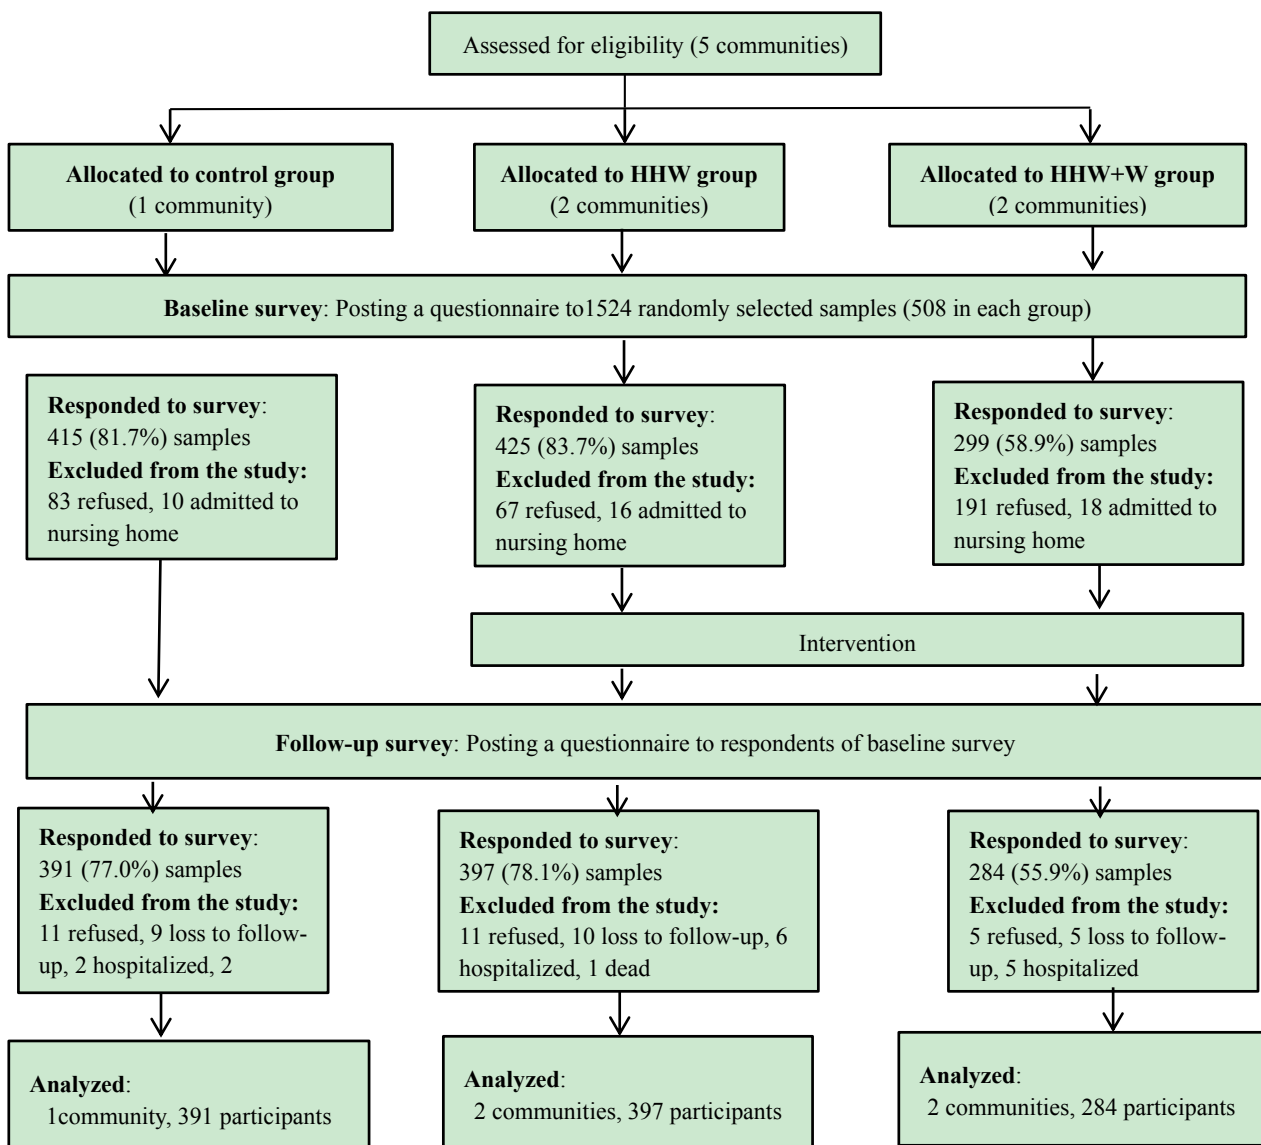 Assessed for eligibility (5 communities)
Allocated to control group
(1 community)
Allocated to HHW group
(2 communities)
Allocated to HHW+W group
(2 communities)
Baseline survey: Posting a questionnaire to1524 randomly selected samples (508 in each group)
Responded to survey:
415 (81.7%) samples
Excluded from the study:
83 refused, 10 admitted to
nursing home
Responded to survey:
425 (83.7%) samples
Excluded from the study:
67 refused, 16 admitted to
nursing home
Responded to survey:
299 (58.9%) samples
Excluded from the study:
191 refused, 18 admitted to
nursing home
Intervention
Follow-up survey: Posting a questionnaire to respondents of baseline survey
Responded to survey:
391 (77.0%) samples
Excluded from the study:
11 refused, 9 loss to follow-
up, 2 hospitalized, 2
Responded to survey:
397 (78.1%) samples
Excluded from the study:
11 refused, 10 loss to follow-up, 6
hospitalized, 1 dead
Responded to survey:
284 (55.9%) samples
Excluded from the study:
5 refused, 5 loss to follow-
up, 5 hospitalized
Analyzed:
1community, 391 participants
Analyzed:
2 communities, 397 participants
Analyzed:
2 communities, 284 participants